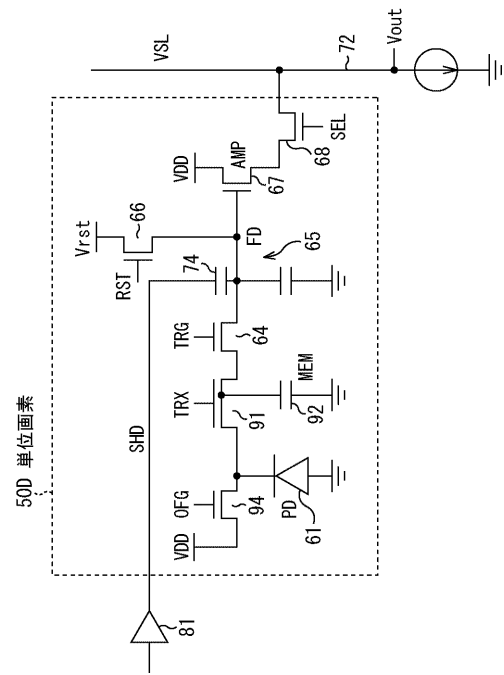 50D 単位画素
SHD
81
VDD
OFG
94
PD
61
TRX
91
MEM
92
TRG
64
74
65
FD
RST
Vrst
66
VDD
AMP
67
68
SEL
VSL
72
Vout